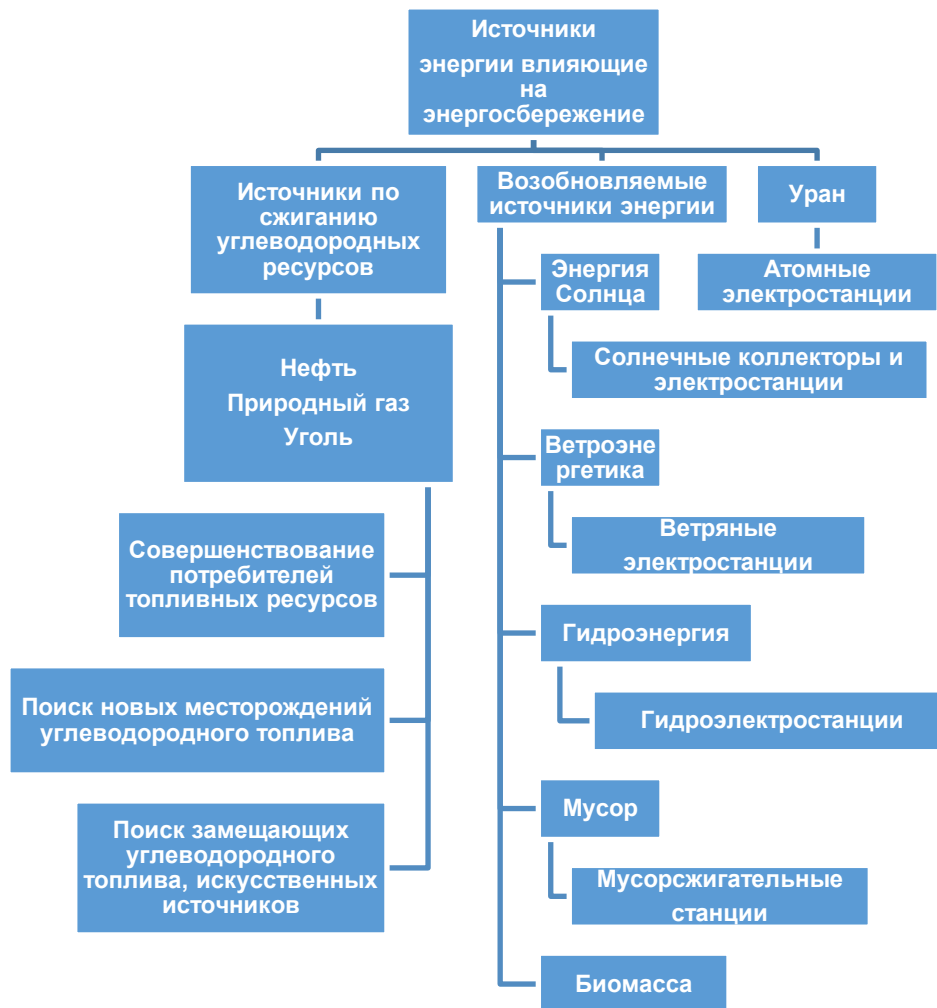 Источники
энергии влияющие
на
энергосбережение
Источники по
сжиганию
углеводородных
ресурсов
Нефть
Природный газ
Уголь
Совершенствование
потребителей
топливных ресурсов
Поиск новых месторождений
углеводородного топлива
Поиск замещающих
углеводородного
топлива, искусственных
источников
Возобновляемые
источники энергии
Энергия
Солнца
Солнечные коллекторы и
электростанции
Ветроэне
ргетика
Ветряные
электростанции
Гидроэнергия
Гидроэлектростанции
Мусор
Мусорсжигательные
станции
Биомасса
Уран
Атомные
электростанции